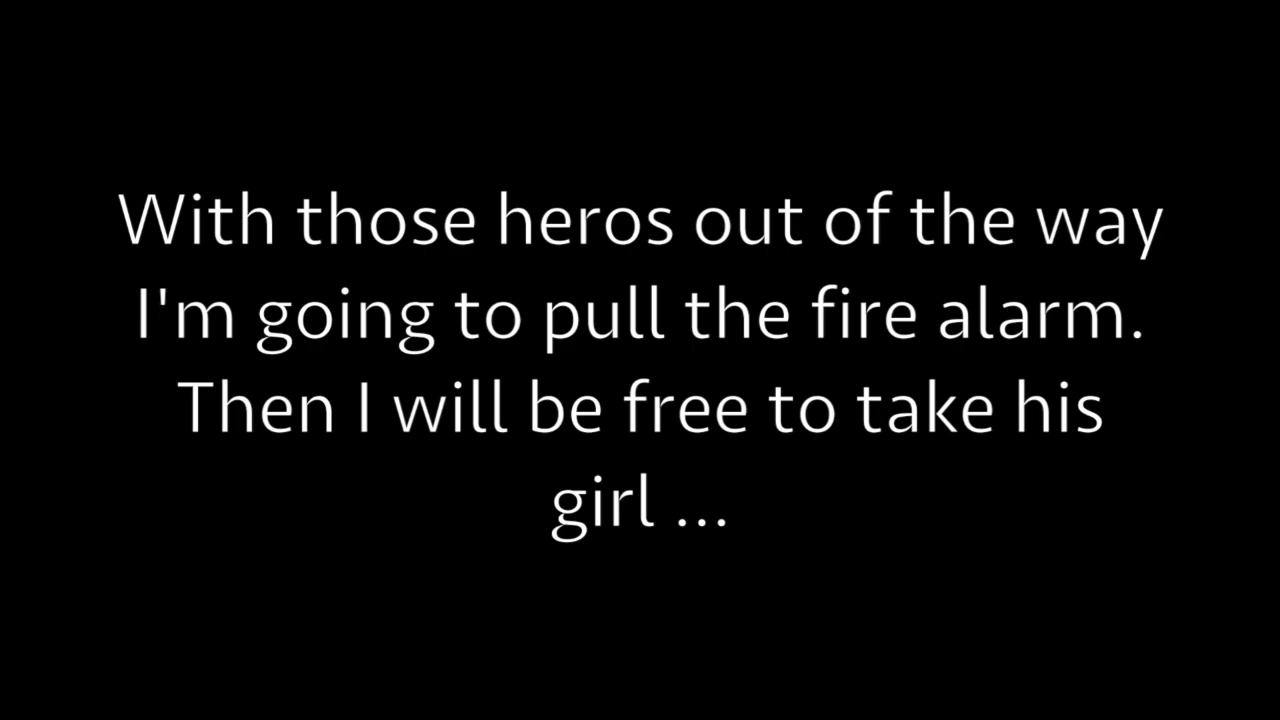 With those heros out of the way
I'm going to pull the fire alarm.
Then I will be free to take his
girl ...